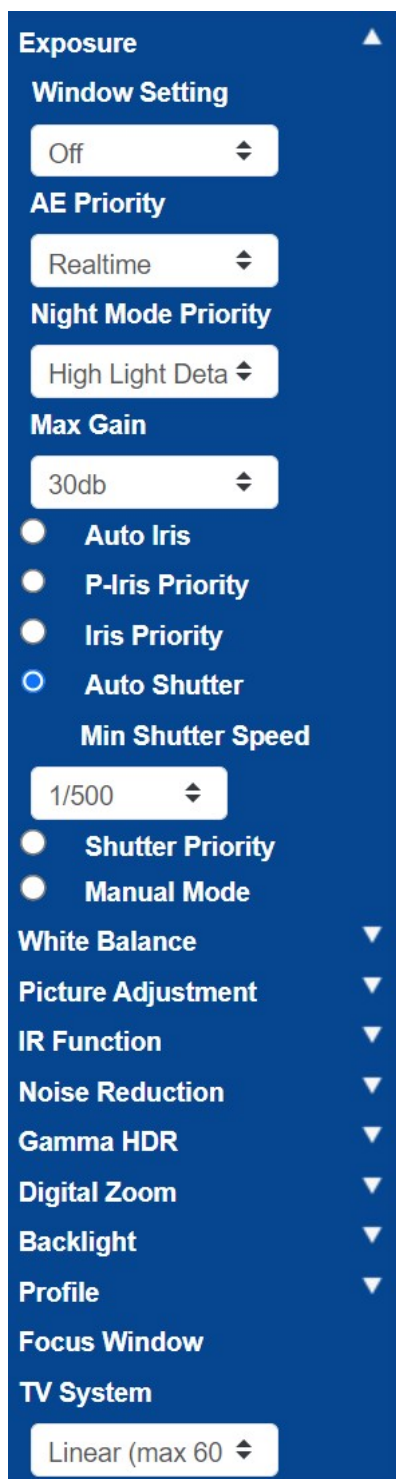 Exposure
Window Setting
Off
AE Priority
Realtime
Night Mode Priority
High Light Deta
Max Gain
30db
Auto Iris
P-Iris Priority
Iris Priority
Auto Shutter
Min Shutter Speed
1/500
Shutter Priority
Manual Mode
White Balance
Picture Adjustment
IR Function
Noise Reduction
Gamma HDR
Digital Zoom
Backlight
Profile
Focus Window
TV System
Linear (max 60